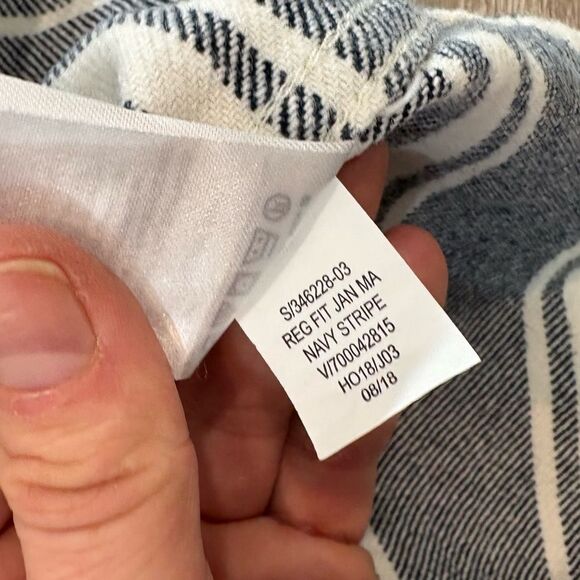 S/346228-03
REG FIT JAN MA
NAVY STRIPE
V/700042815
HO18/J03
08/18